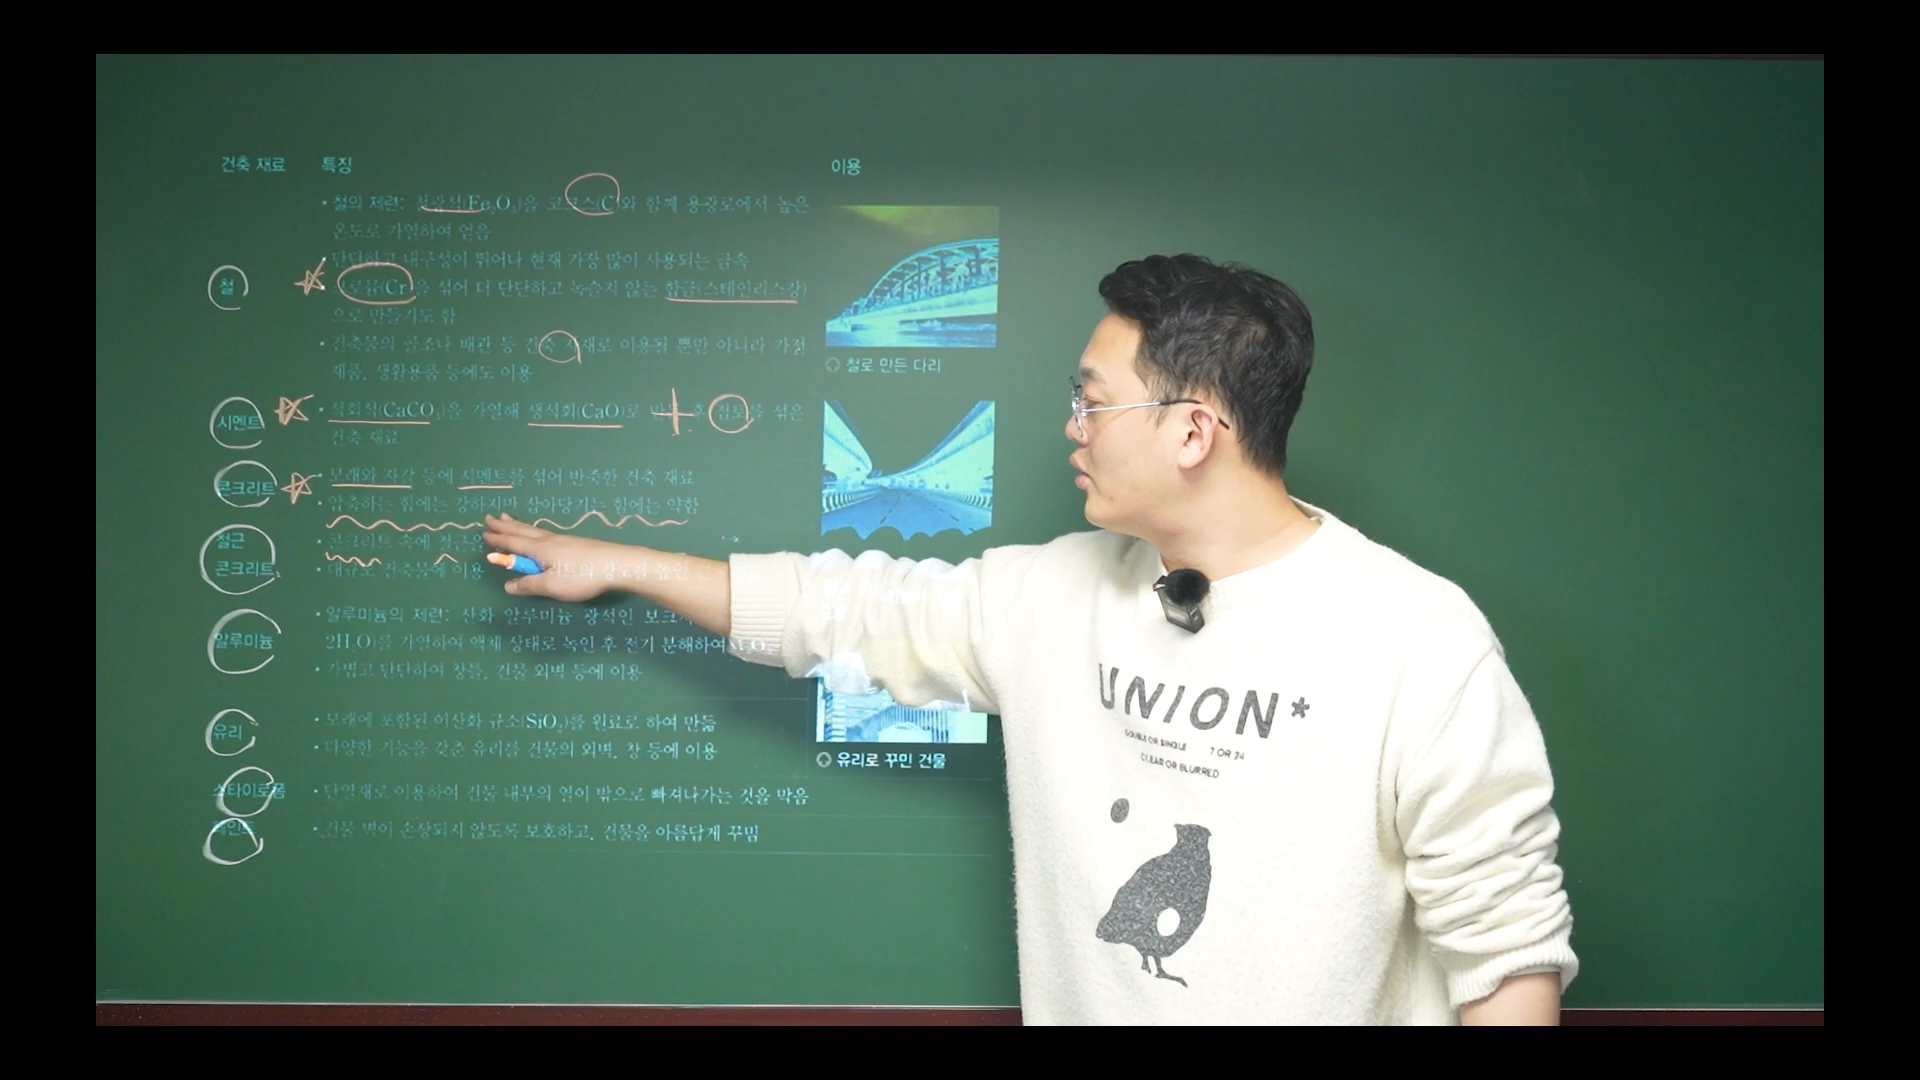 건축 재료 특징 이용
• 철의 제련: 철광석(Fe₂O₃)을 코크스(C)와 함께 용광로에서 높은
온도로 가열하여 얻음
단단하고 내구성이 뛰어나 현재 가장 많이 사용되는 금속
철
(Cr)을 섞어 더 단단하고 녹슬지 않는 합금(스테인리스강)
으로 만들기도 함
• 건축물의 골조나 배관 등 건축 자재로 이용될 뿐만 아니라 가전
제품, 생활용품 등에도 이용
철로 만든 다리
시멘트
• 석회석(CaCO₃)을 가열해 생석회(CaO)로 후 점토를 섞은
건축 재료
콘크리트
• 모래와 자갈 등에 시멘트를 섞어 반죽한 건축 재료
• 압축하는 힘에는 강하지만 잡아당기는 힘에는 약함
철근
콘크리트
• 콘크리트 속에 철근을
• 대규모 건축물에 이용 강도를 높인
알루미늄
• 알루미늄의 제련: 산화 알루미늄 광석인
2H₂O)를 가열하여 액체 상태로 녹인 후 전기 분해하여
• 가볍고 단단하여 창틀, 건물 외벽 등에 이용
유리
• 모래에 포함된 이산화 규소(SiO₂)를 원료로 하여 만듦
• 다양한 기능을 갖춘 유리를 건물의 외벽, 창 등에 이용
유리로 꾸민 건물
스타이로폼
• 단열재로 이용하여 건물 내부의 열이 밖으로 빠져나가는 것을 막음
페인트
• 건물 벽이 손상되지 않도록 보호하고, 건물을 아름답게 꾸밈
UNION*
DOUBLE OR SINGLE 7 OR 24
CLEAR OR BLURRED